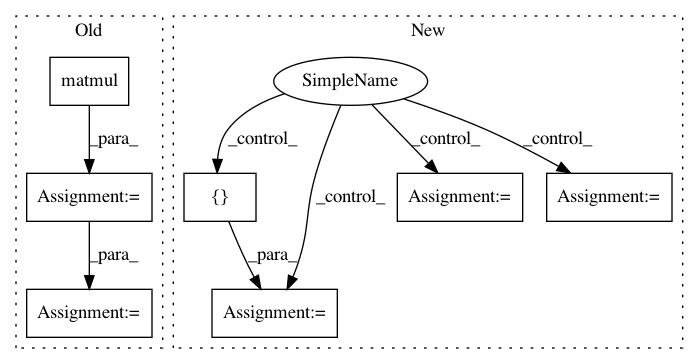 Old
New
matmul
SimpleName
_para_
_control_
_control_
_control_
Assignment:=
{}
_control_
Assignment:=
Assignment:=
_para_
_para_
Assignment:=
Assignment:=